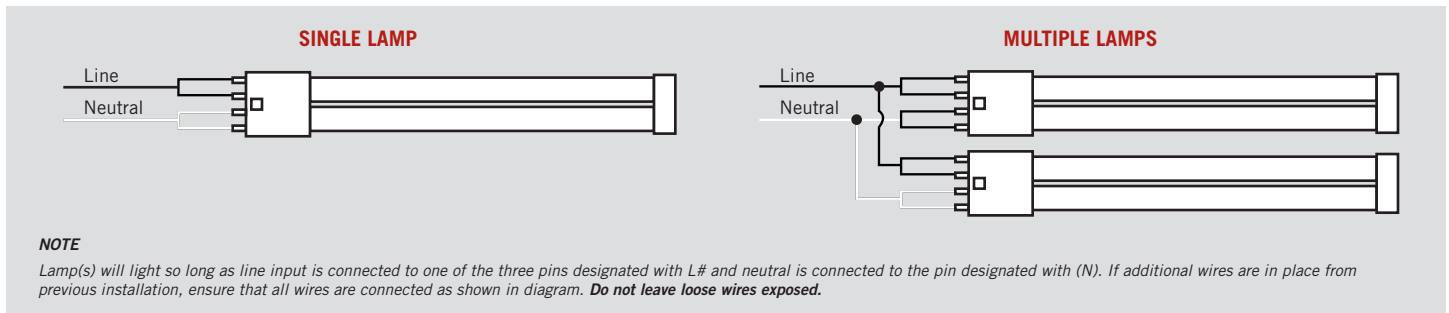 SINGLE LAMP
Line
Neutral
MULTIPLE LAMPS
Line
Neutral
NOTE
Lamp(s) will light so long as line input is connected to one of the three pins designated with L# and neutral is connected to the pin designated with (N). If additional wires are in place from
previous installation, ensure that all wires are connected as shown in diagram. Do not leave loose wires exposed.